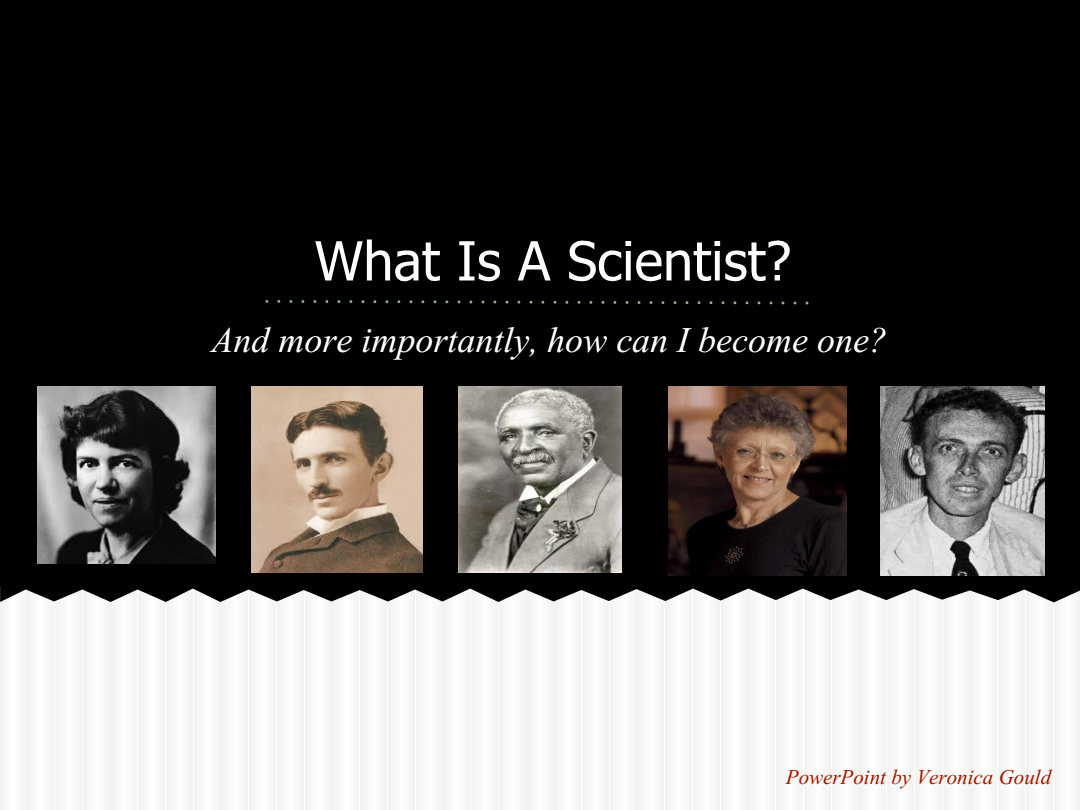 What Is A Scientist?
And more importantly, how can I become one?
PowerPoint by Veronica Gould